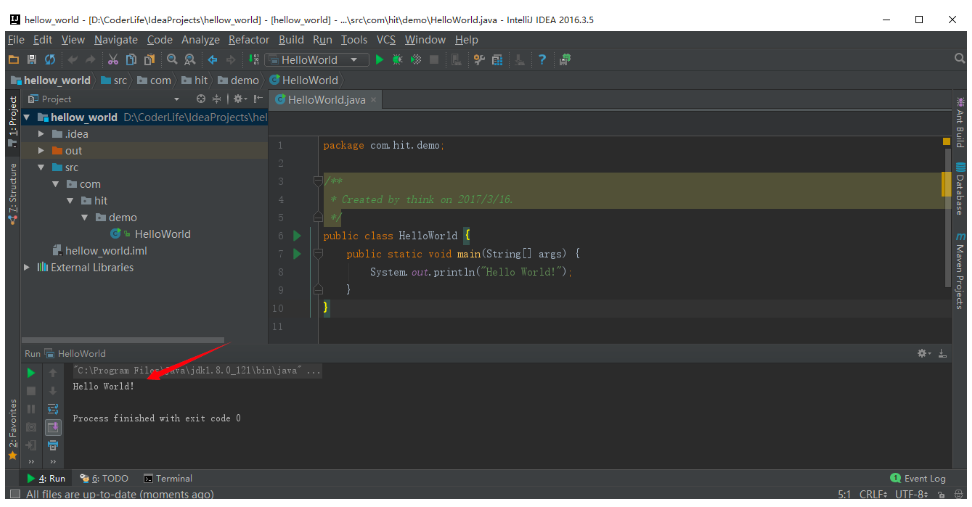 hellow_world - [D:\CoderLife\IdeaProjects\hellow_world] - [hellow_world] - ...\src\com\hit\demo\HelloWorld.java - IntelliJ IDEA 2016.3.5
File Edit View Navigate Code Analyze Refactor Build Run Tools VCS Window Help
HelloWorld
hellow_world src com hit demo HelloWorld
1: Project
Project
HelloWorld.java
hellow_world D:\CoderLife\IdeaProjects\hel
.idea
out
src
com
hit
demo
HelloWorld
hellow_world.iml
External Libraries
7: Structure
1 package com.hit.demo;
2
3 /**
4 * Created by think on 2017/3/16.
5 */
6 public class HelloWorld {
7 public static void main(String[] args) {
8 System.out.println("Hello World!");
9 }
10 }
11
Ant Build
Database
Maven Projects
Run HelloWorld
"C:\Program Files\Java\jdk1.8.0_121\bin\java" ...
Hello World!
Process finished with exit code 0
2: Favorites
4: Run 6: TODO Terminal
1 Event Log
All files are up-to-date (moments ago)
5:1 CRLF UTF-8